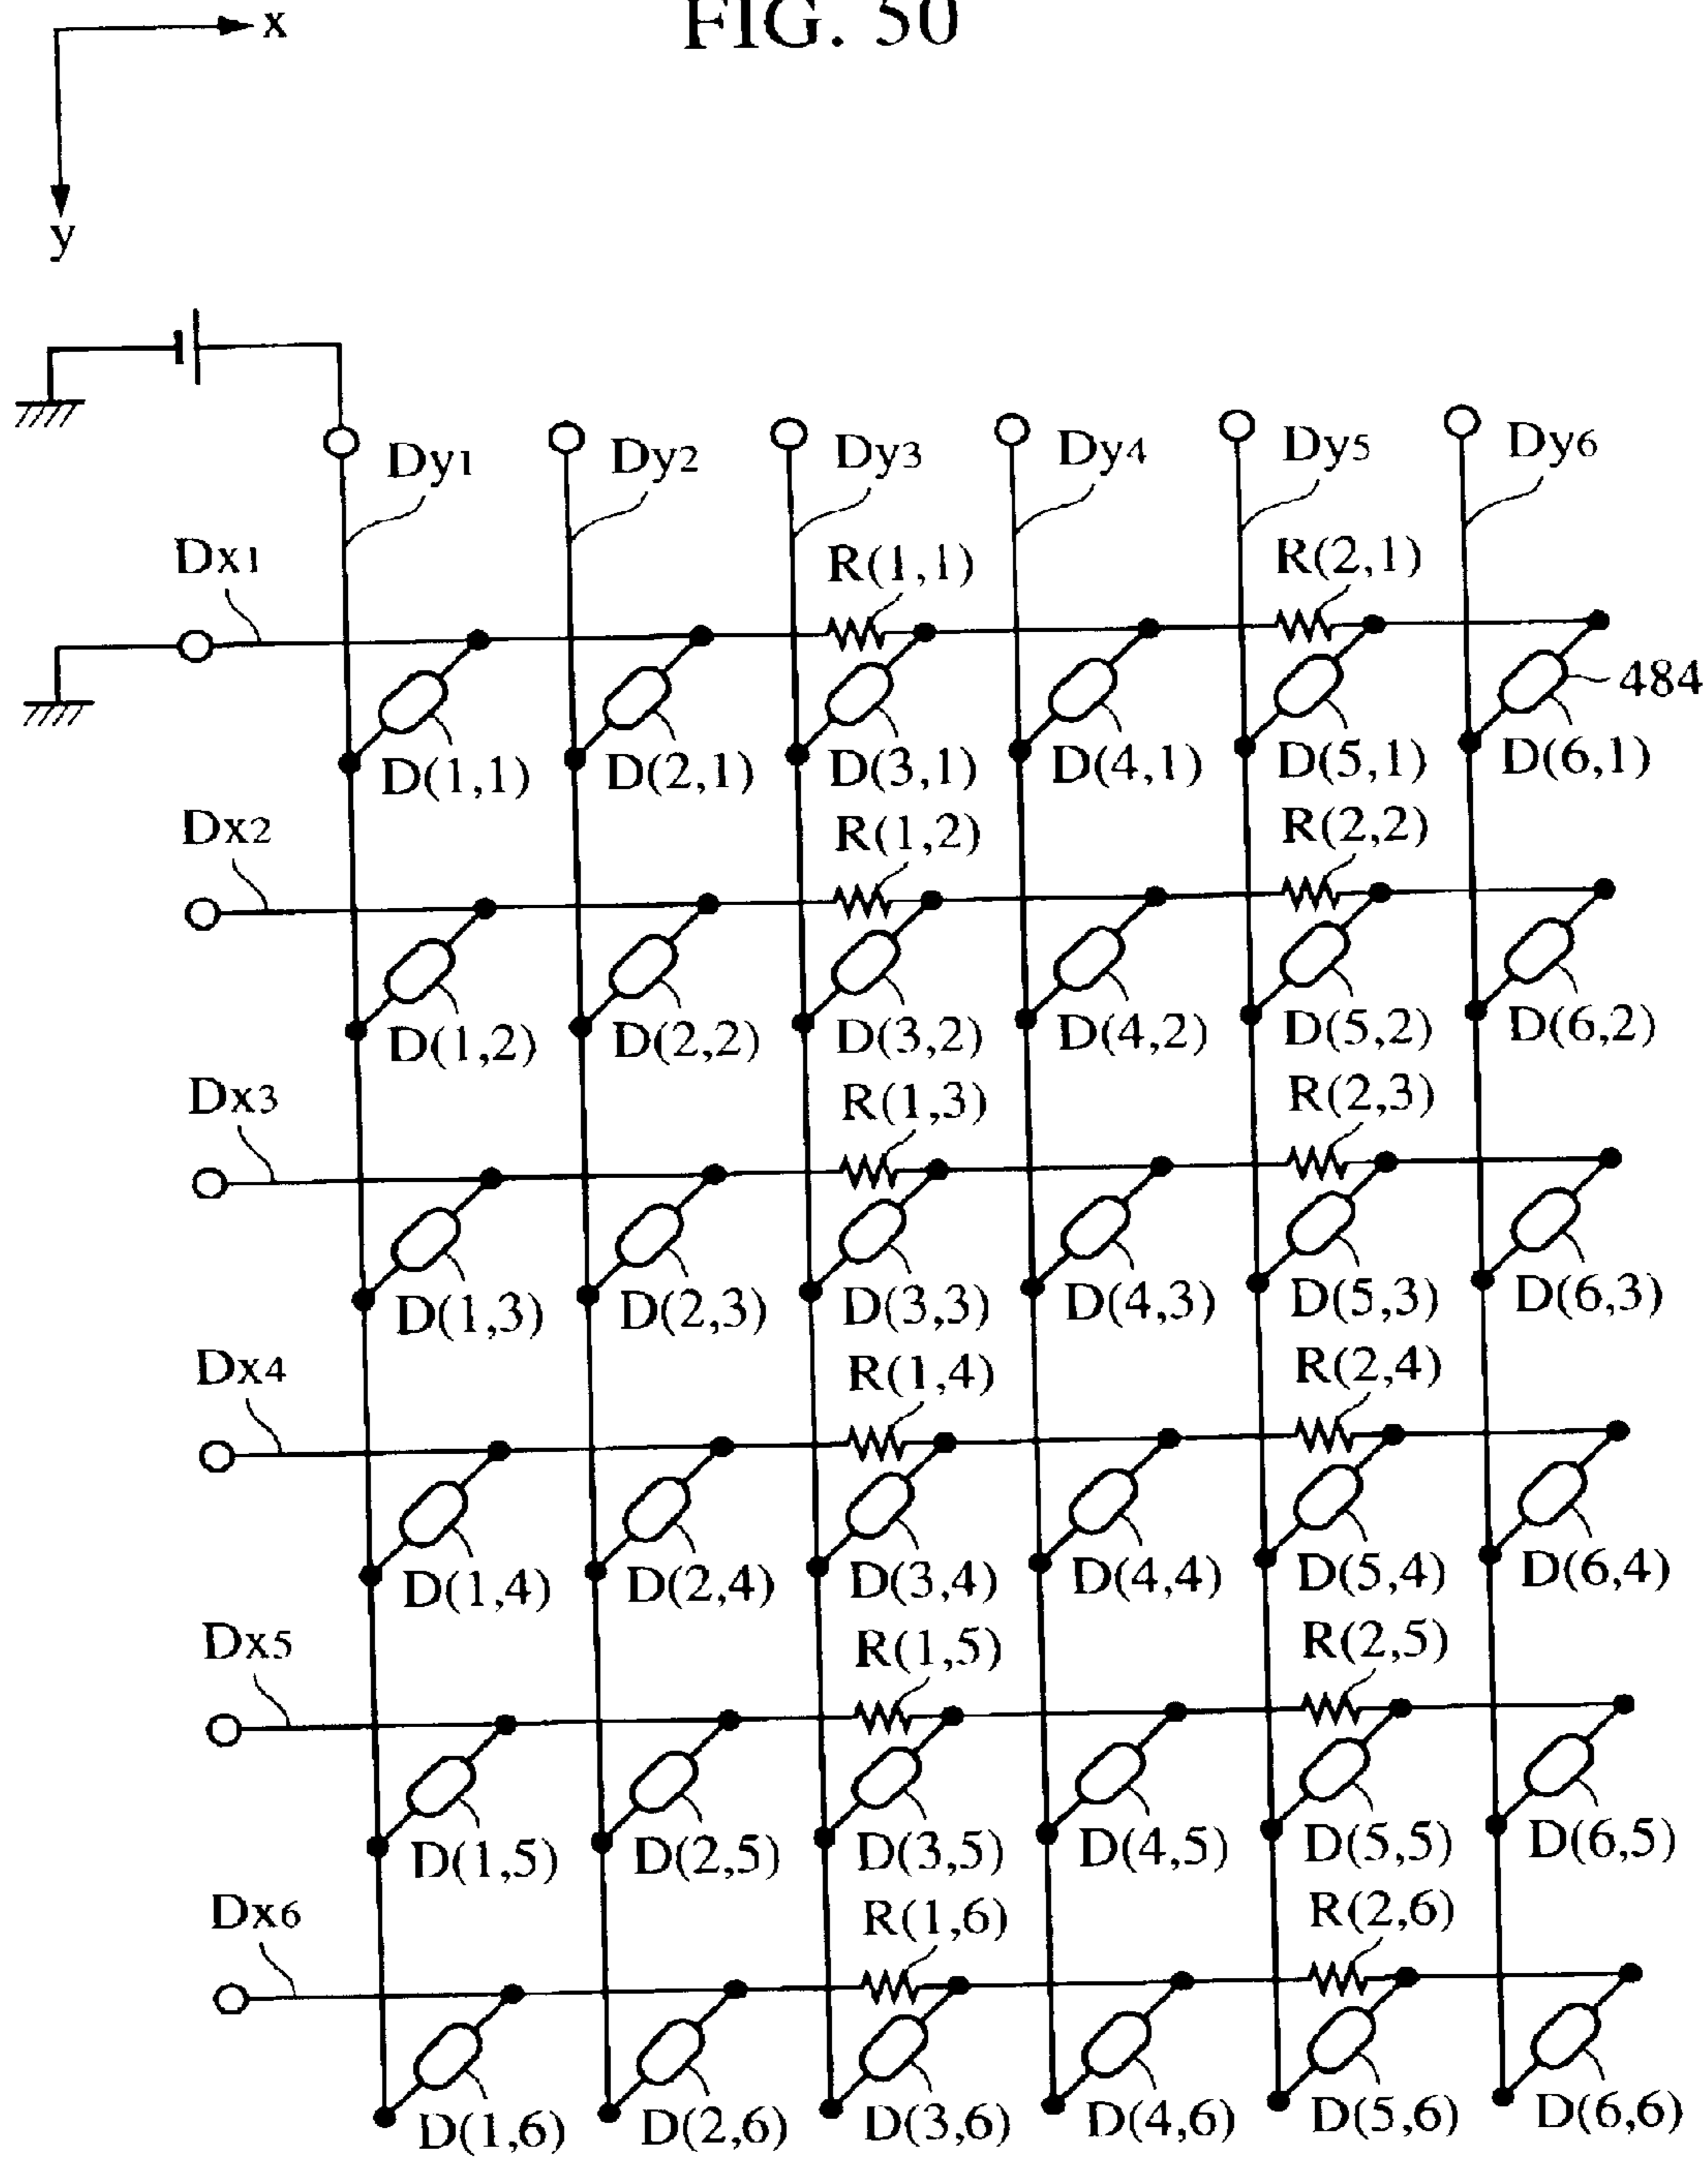 FIG. 50
x
y
Dy1 Dy2 Dy3 Dy4 Dy5 Dy6
Dx1 R(1,1) R(2,1)
484
D(1,1) D(2,1) D(3,1) D(4,1) D(5,1) D(6,1)
Dx2 R(1,2) R(2,2)
D(1,2) D(2,2) D(3,2) D(4,2) D(5,2) D(6,2)
Dx3 R(1,3) R(2,3)
D(1,3) D(2,3) D(3,3) D(4,3) D(5,3) D(6,3)
Dx4 R(1,4) R(2,4)
D(1,4) D(2,4) D(3,4) D(4,4) D(5,4) D(6,4)
Dx5 R(1,5) R(2,5)
D(1,5) D(2,5) D(3,5) D(4,5) D(5,5) D(6,5)
Dx6 R(1,6) R(2,6)
D(1,6) D(2,6) D(3,6) D(4,6) D(5,6) D(6,6)